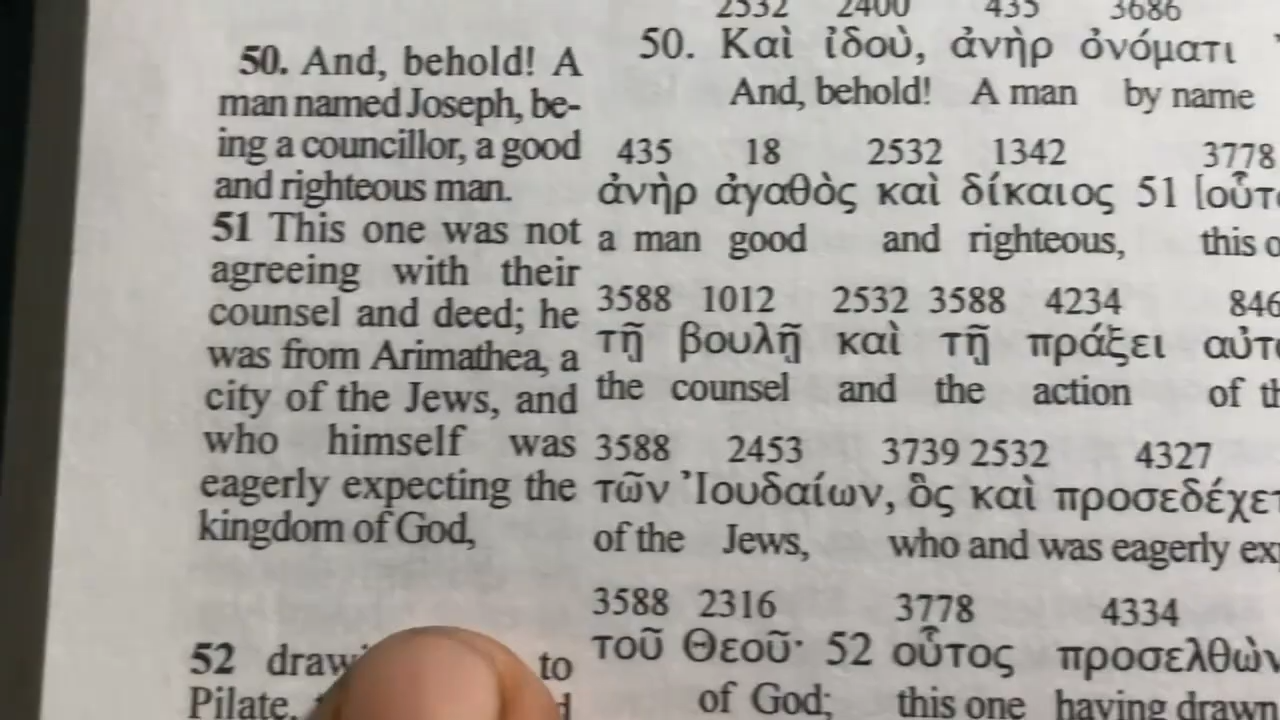 50. And, behold! A
man named Joseph, be-
ing a councillor, a good
and righteous man.
51 This one was not
agreeing with their
counsel and deed; he
was from Arimathea, a
city of the Jews, and
who himself was
eagerly expecting the
kingdom of God,
52 to
Pilate,
2532 2400 435 3686
50. Καὶ ἰδοὺ, ἀνὴρ ὀνόματι
And, behold! A man by name
435 18 2532 1342 3778
ἀνὴρ ἀγαθὸς καὶ δίκαιος 51
a man good and righteous, this
3588 1012 2532 3588 4234 846
τῇ βουλῇ καὶ τῇ πράξει
the counsel and the action of
3588 2453 3739 2532 4327
τῶν Ἰουδαίων, ὃς καὶ
of the Jews, who and was eagerly
3588 2316 3778 4334
τοῦ Θεοῦ· 52 οὗτος προσελθὼν
of God; this one having drawn